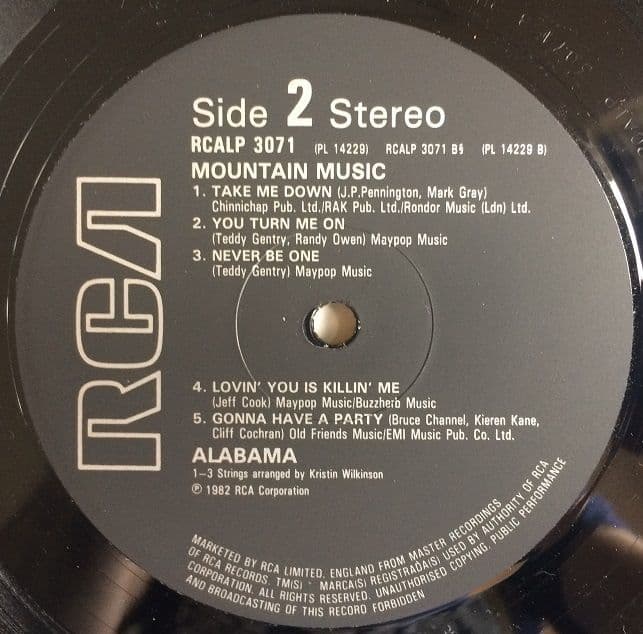 Side 2 Stereo
RCALP 3071 (PL 14229) RCALP 3071 B§ (PL 14229 B)
MOUNTAIN MUSIC
1. TAKE ME DOWN (J.P.Pennington, Mark Gray)
Chinnichap Pub. Ltd./RAK Pub. Ltd./Rondor Music (Ldn) Ltd.
2. YOU TURN ME ON
(Teddy Gentry, Randy Owen) Maypop Music
3. NEVER BE ONE
(Teddy Gentry) Maypop Music
RCA
4. LOVIN' YOU IS KILLIN' ME
(Jeff Cook) Maypop Music/Buzzherb Music
5. GONNA HAVE A PARTY (Bruce Channel, Kieren Kane,
Cliff Cochran) Old Friends Music/EMI Music Pub. Co. Ltd.
ALABAMA
1-3 Strings arranged by Kristin Wilkinson
℗ 1982 RCA Corporation
MARKETED BY RCA LIMITED, ENGLAND FROM MASTER RECORDINGS
OF RCA RECORDS. TM(S) ® MARCA(S) REGISTRADA(S) USED BY AUTHORITY OF RCA
CORPORATION. ALL RIGHTS RESERVED. UNAUTHORISED COPYING, PUBLIC PERFORMANCE
AND BROADCASTING OF THIS RECORD FORBIDDEN